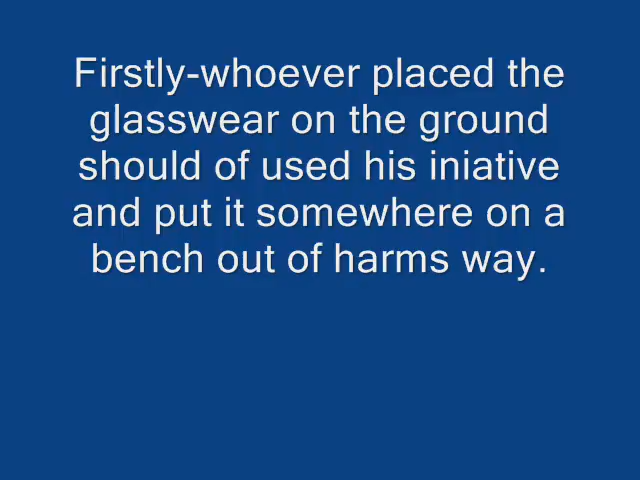 Firstly-whoever placed the
glasswear on the ground
should of used his iniative
and put it somewhere on a
bench out of harms way.